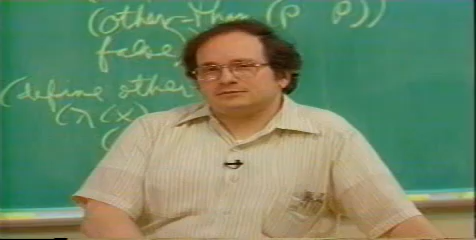 (other-than (P P))
false
(define other
(λ (x)
(